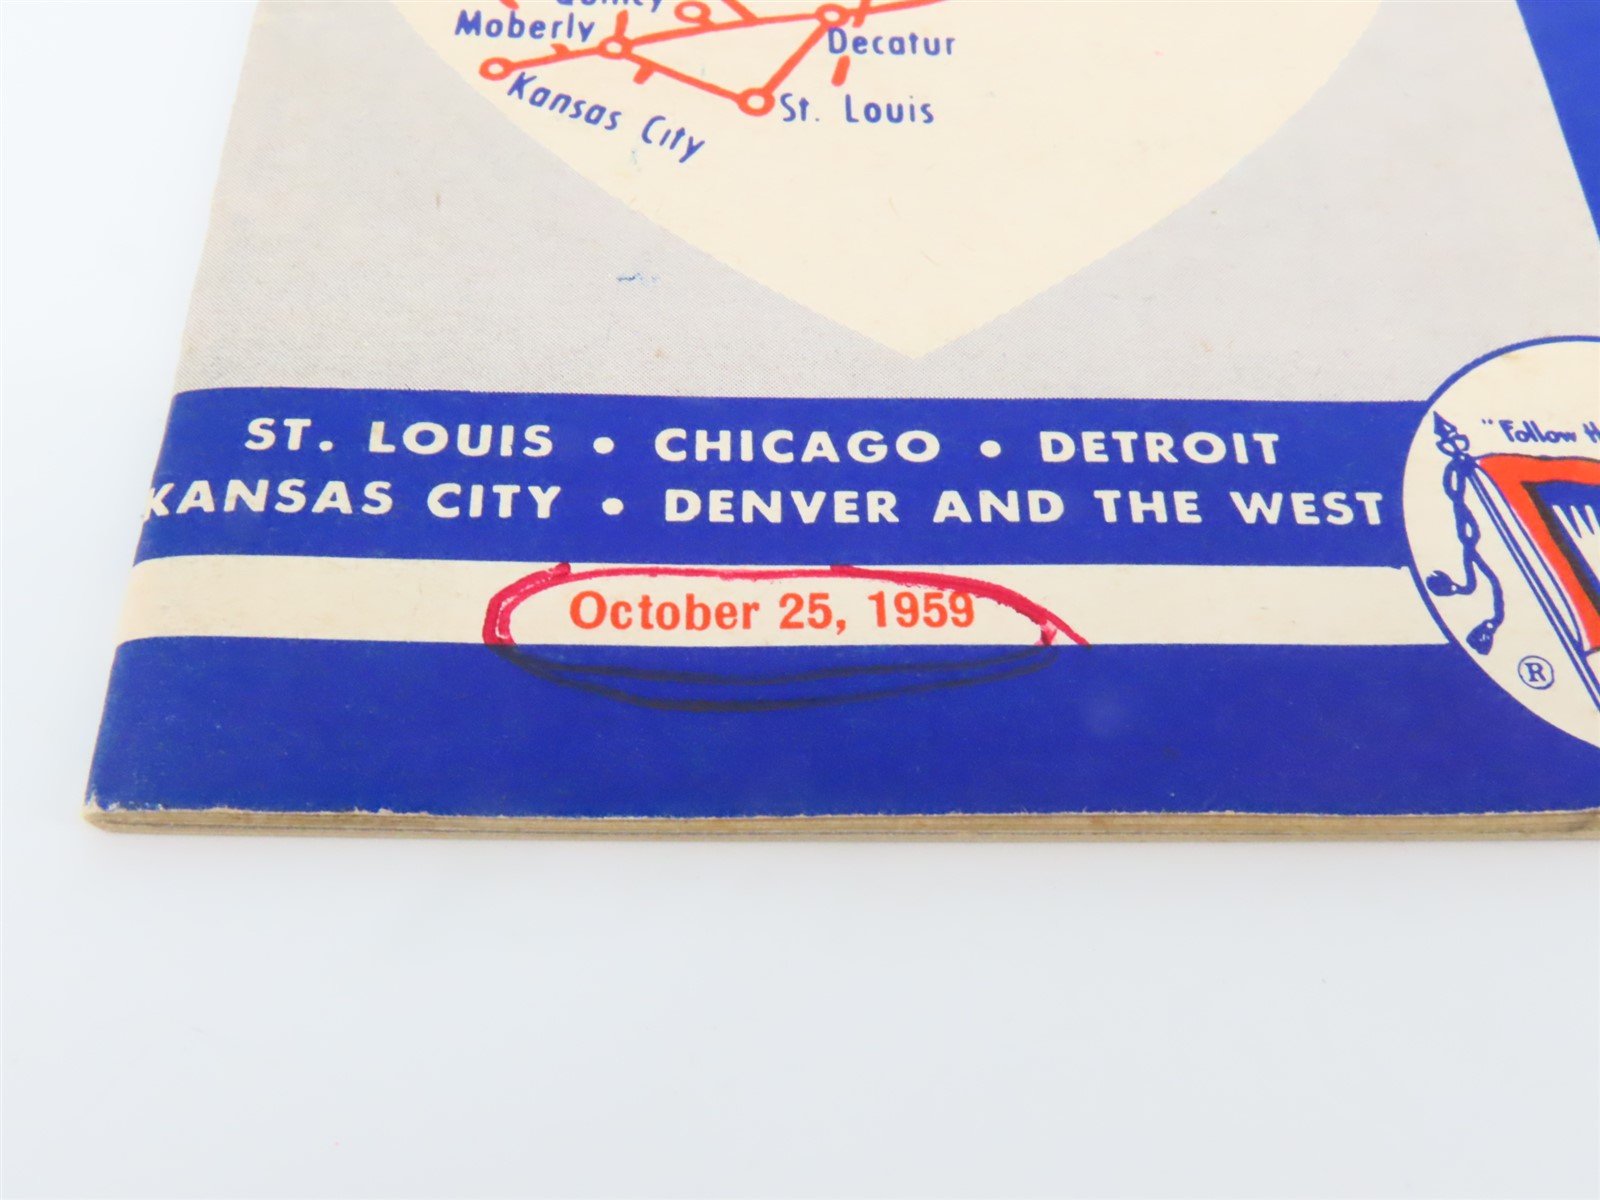 Moberly
Decatur
Kansas City
St. Louis
ST. LOUIS • CHICAGO • DETROIT
KANSAS CITY • DENVER AND THE WEST
"Follow
October 25, 1959
®